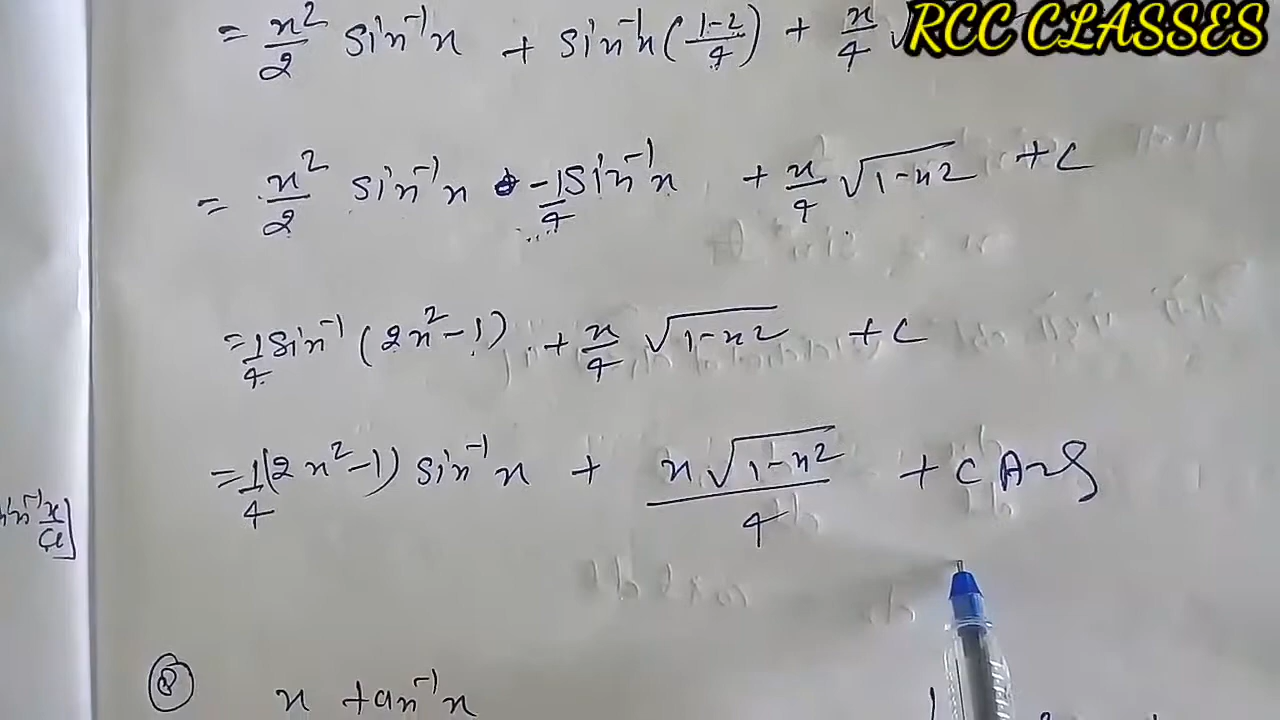 = x²/2 sin⁻¹x + sin⁻¹x (1-2/4) + x/4 √
RCC CLASSES
= x²/2 sin⁻¹x -1/4 sin⁻¹x + x/4 √1-x² + C
= 1/4 sin⁻¹ (2x²-1) + x/4 √1-x² + C
= 1/4 (2x²-1) sin⁻¹x + x√1-x²/4 + C Ans
sin⁻¹x/a]
⑧ x tan⁻¹x